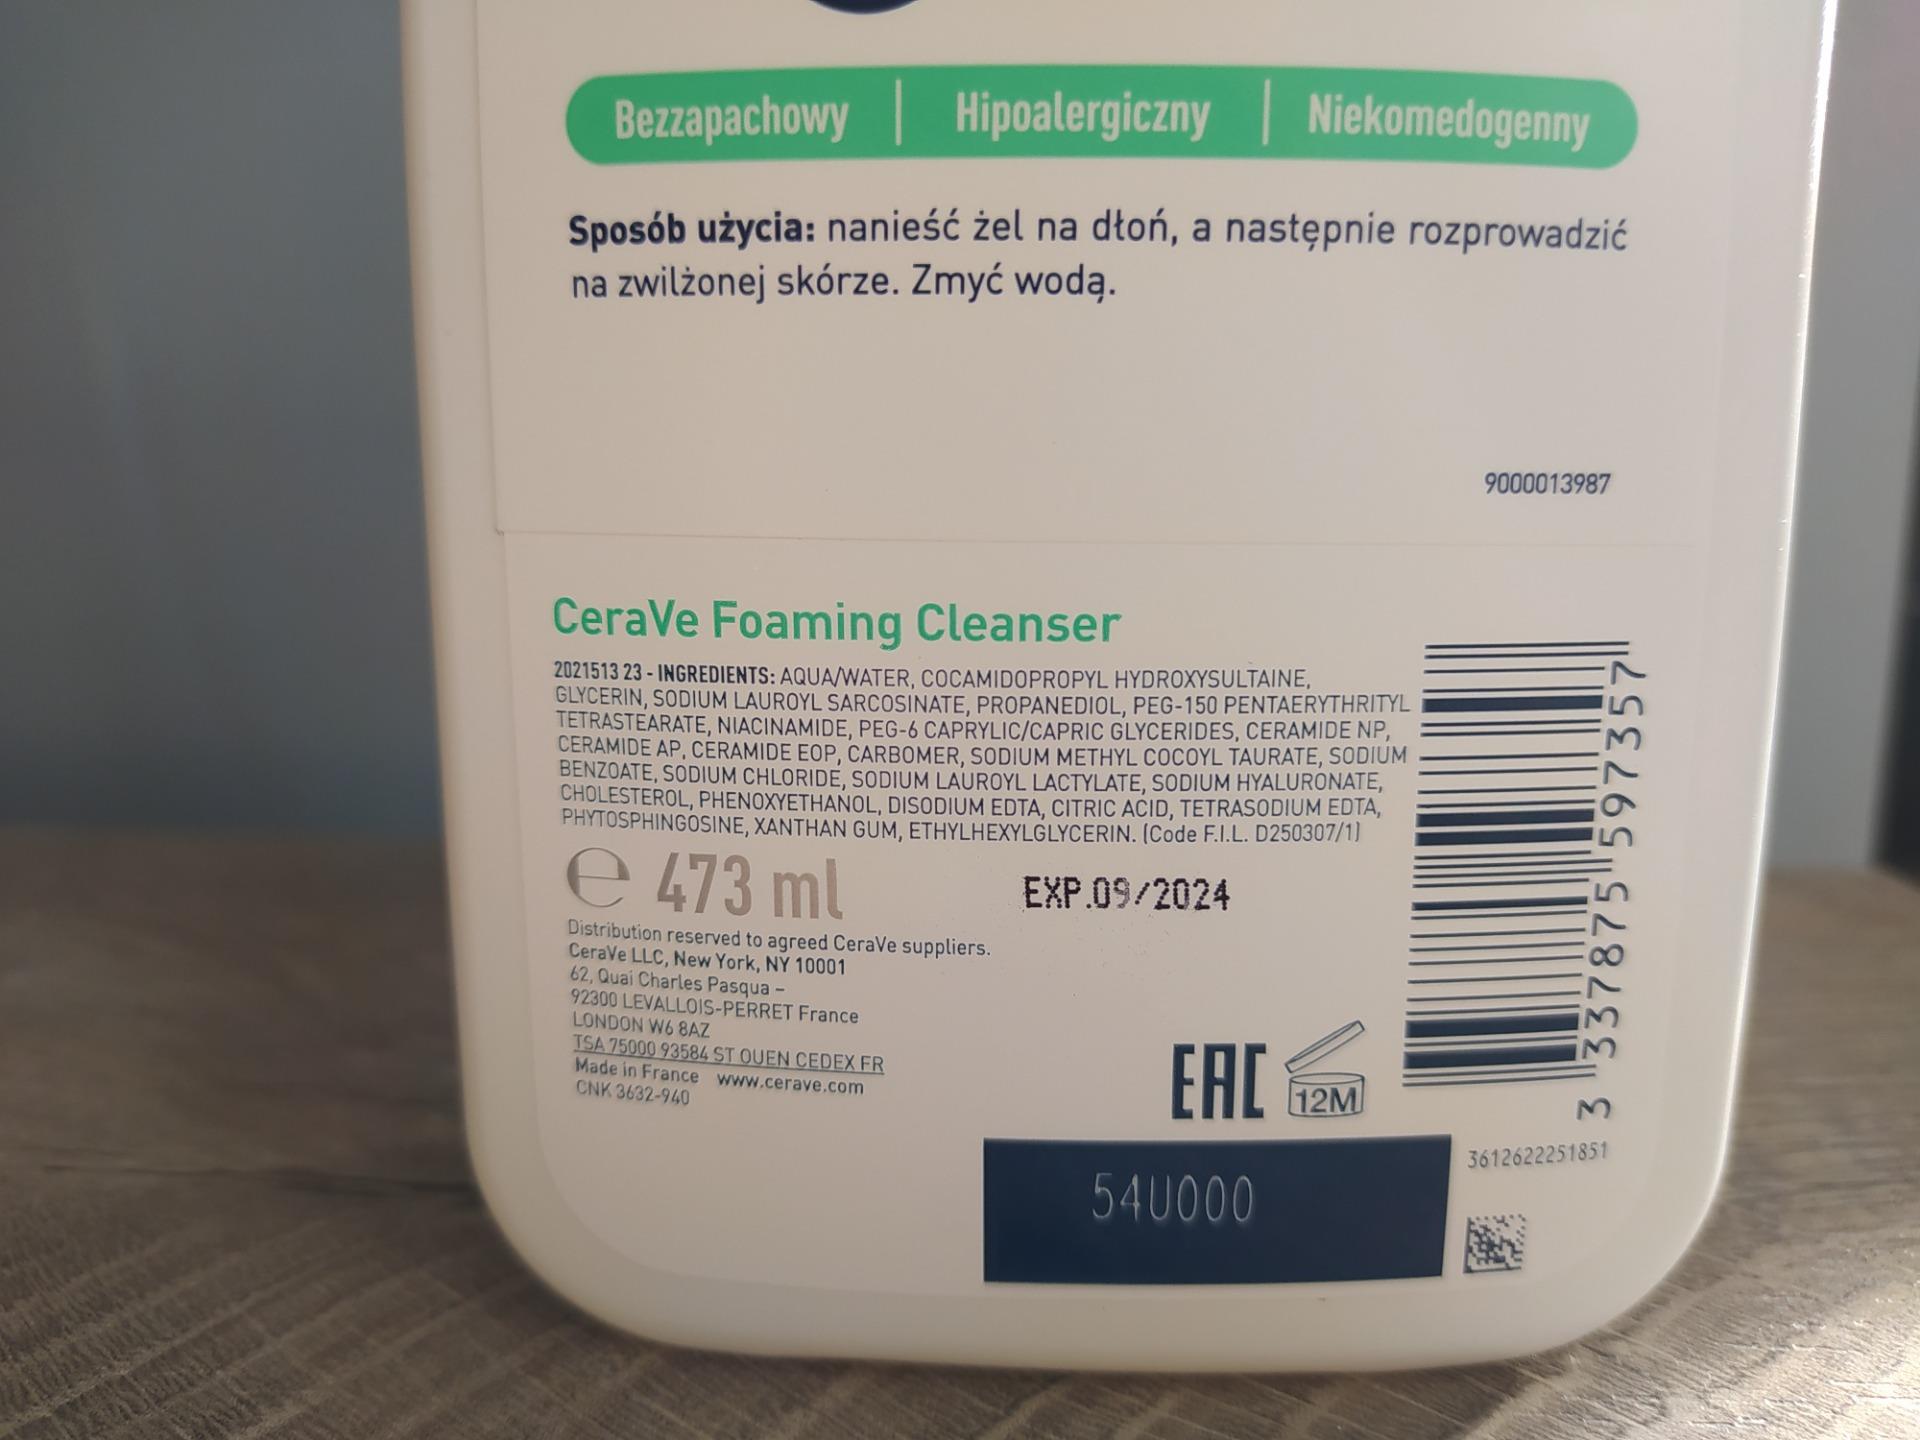 Bezzapachowy | Hipoalergiczny | Niekomedogenny
Sposób użycia: nanieść żel na dłoń, a następnie rozprowadzić
na zwilżonej skórze. Zmyć wodą.
9000013987
CeraVe Foaming Cleanser
2021513 23 - INGREDIENTS: AQUA/WATER, COCAMIDOPROPYL HYDROXYSULTAINE,
GLYCERIN, SODIUM LAUROYL SARCOSINATE, PROPANEDIOL, PEG-150 PENTAERYTHRITYL
TETRASTEARATE, NIACINAMIDE, PEG-6 CAPRYLIC/CAPRIC GLYCERIDES, CERAMIDE NP,
CERAMIDE AP, CERAMIDE EOP, CARBOMER, SODIUM METHYL COCOYL TAURATE, SODIUM
BENZOATE, SODIUM CHLORIDE, SODIUM LAUROYL LACTYLATE, SODIUM HYALURONATE,
CHOLESTEROL, PHENOXYETHANOL, DISODIUM EDTA, CITRIC ACID, TETRASODIUM EDTA,
PHYTOSPHINGOSINE, XANTHAN GUM, ETHYLHEXYLGLYCERIN. (Code F.I.L. D250307/1)
℮ 473 ml
EXP.09/2024
Distribution reserved to agreed CeraVe suppliers.
CeraVe LLC, New York, NY 10001
62, Quai Charles Pasqua –
92300 LEVALLOIS-PERRET France
LONDON W6 8AZ
TSA 75000 93584 ST OUEN CEDEX FR
Made in France www.cerave.com
CNK 3632-940
EAC
12M
3 337875 597357
3612622251851
54U000